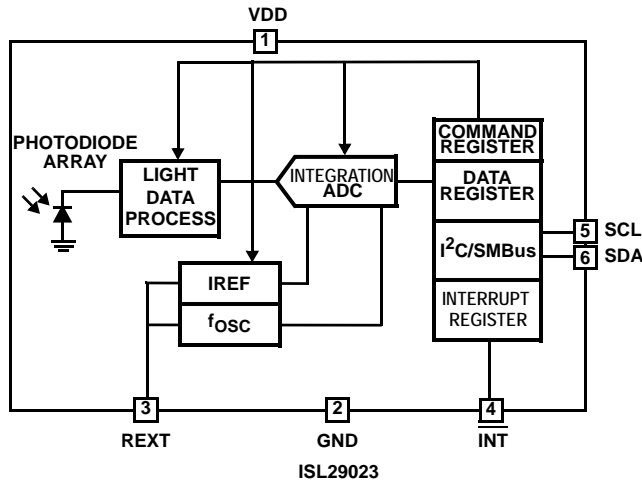 VDD
1
PHOTODIODE
ARRAY
LIGHT
DATA
PROCESS
INTEGRATION
ADC
COMMAND
REGISTER
DATA
REGISTER
I²C/SMBus
INTERRUPT
REGISTER
5 SCL
6 SDA
IREF
fOSC
3
2
4
REXT
GND
INT
ISL29023